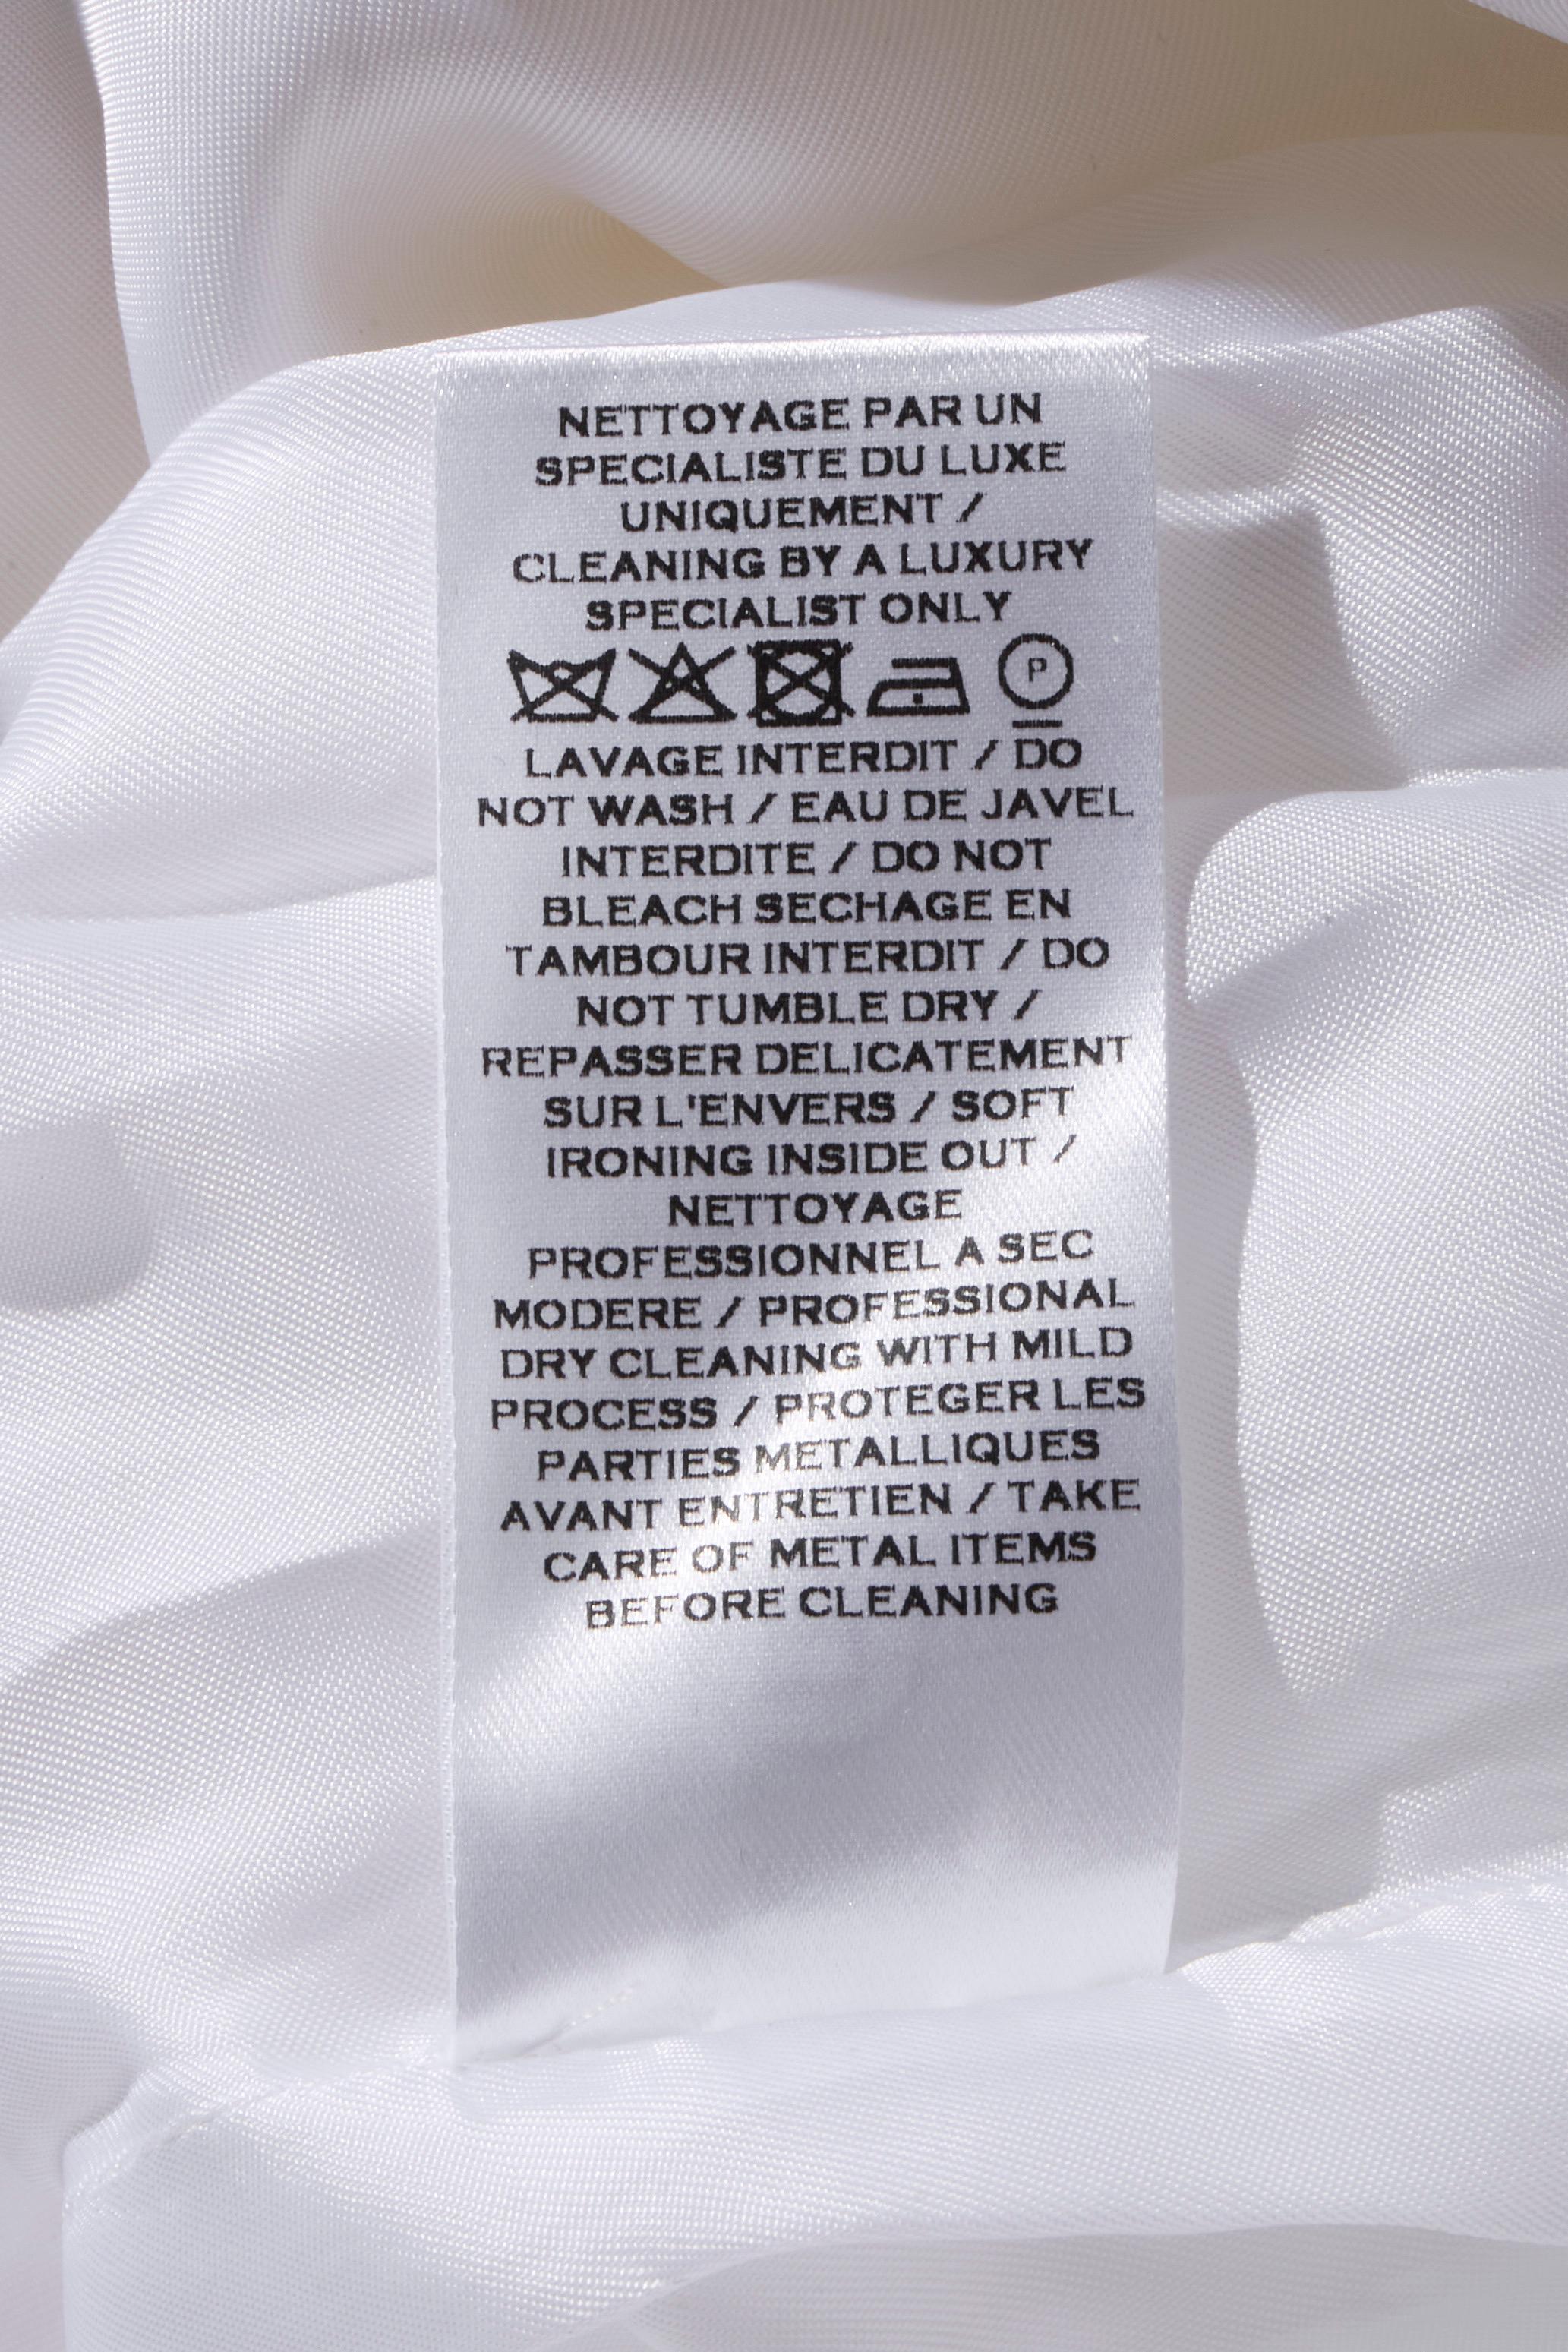 NETTOYAGE PAR UN
SPECIALISTE DU LUXE
UNIQUEMENT /
CLEANING BY A LUXURY
SPECIALIST ONLY
P
LAVAGE INTERDIT / DO
NOT WASH / EAU DE JAVEL
INTERDITE / DO NOT
BLEACH SECHAGE EN
TAMBOUR INTERDIT / DO
NOT TUMBLE DRY /
REPASSER DELICATEMENT
SUR L'ENVERS / SOFT
IRONING INSIDE OUT /
NETTOYAGE
PROFESSIONNEL A SEC
MODERE / PROFESSIONAL
DRY CLEANING WITH MILD
PROCESS / PROTEGER LES
PARTIES METALLIQUES
AVANT ENTRETIEN / TAKE
CARE OF METAL ITEMS
BEFORE CLEANING